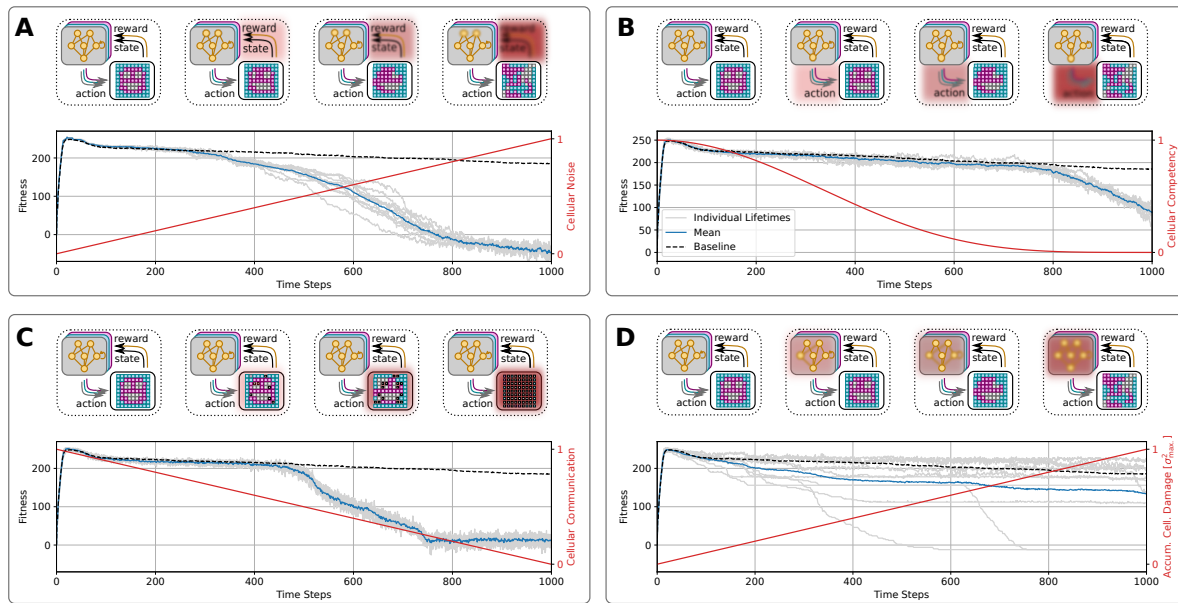 A
reward
state
action
reward
state
action
reward
state
action
reward
state
action
200
100
0
Fitness
0 200 400 600 800 1000
Time Steps
1
0
Cellular Noise
B
reward
state
action
reward
state
action
reward
state
action
reward
state
action
250
200
150
100
50
0
Fitness
Individual Lifetimes
Mean
Baseline
0 200 400 600 800 1000
Time Steps
1
0
Cellular Competency
C
reward
state
action
reward
state
action
reward
state
action
reward
state
action
200
100
0
Fitness
0 200 400 600 800 1000
Time Steps
1
0
Cellular Communication
D
reward
state
action
reward
state
action
reward
state
action
reward
state
action
200
100
0
Fitness
0 200 400 600 800 1000
Time Steps
1
0
Accum. Cell. Damage [σ²max.]